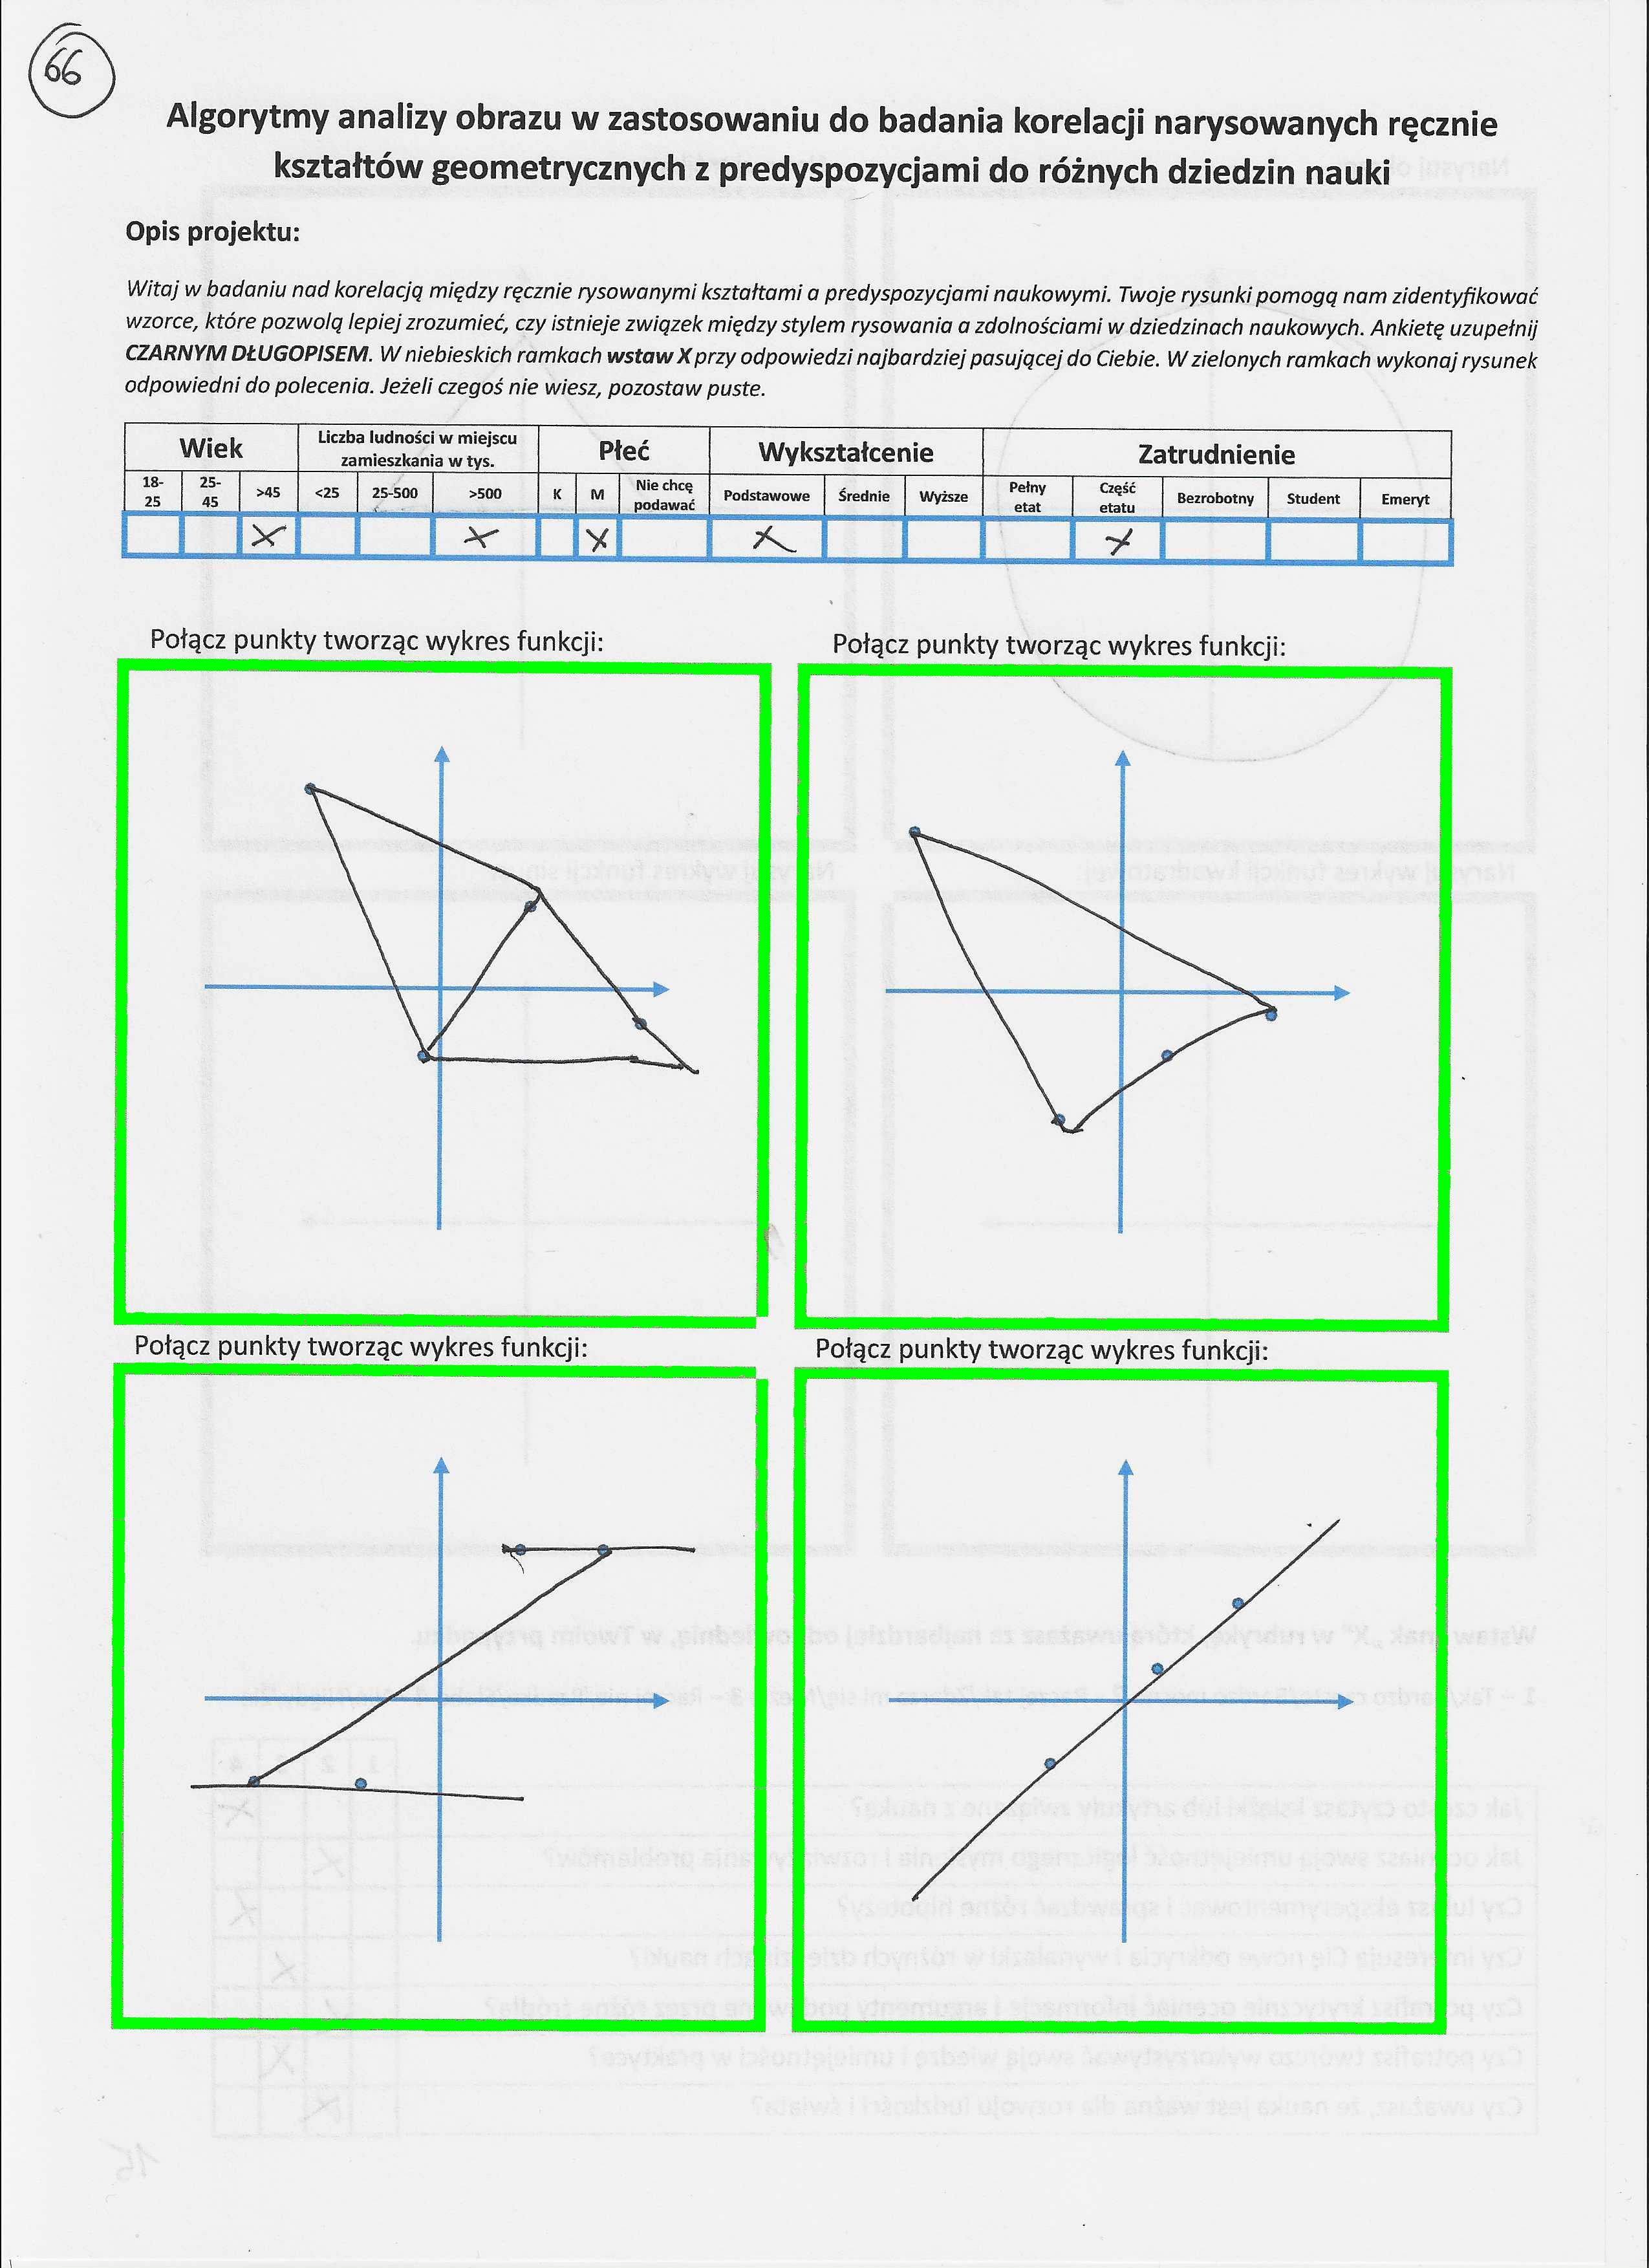 66
Algorytmy analizy obrazu w zastosowaniu do badania korelacji narysowanych ręcznie
kształtów geometrycznych z predyspozycjami do różnych dziedzin nauki
Opis projektu:
Witaj w badaniu nad korelacją między ręcznie rysowanymi kształtami a predyspozycjami naukowymi. Twoje rysunki pomogą nam zidentyfikować
wzorce, które pozwolą lepiej zrozumieć, czy istnieje związek między stylem rysowania a zdolnościami w dziedzinach naukowych. Ankietę uzupełnij
CZARNYM DŁUGOPISEM. W niebieskich ramkach wstaw X przy odpowiedzi najbardziej pasującej do Ciebie. W zielonych ramkach wykonaj rysunek
odpowiedni do polecenia. Jeżeli czegoś nie wiesz, pozostaw puste.
Wiek Liczba ludności w miejscu zamieszkania w tys. Płeć Wykształcenie Zatrudnienie
18-25 25-45 >45 <25 25-500 >500 K M Nie chcę podawać Podstawowe Średnie Wyższe Pełny etat Część etatu Bezrobotny Student Emeryt
X X X X X
Połącz punkty tworząc wykres funkcji: Połącz punkty tworząc wykres funkcji:
Połącz punkty tworząc wykres funkcji: Połącz punkty tworząc wykres funkcji: